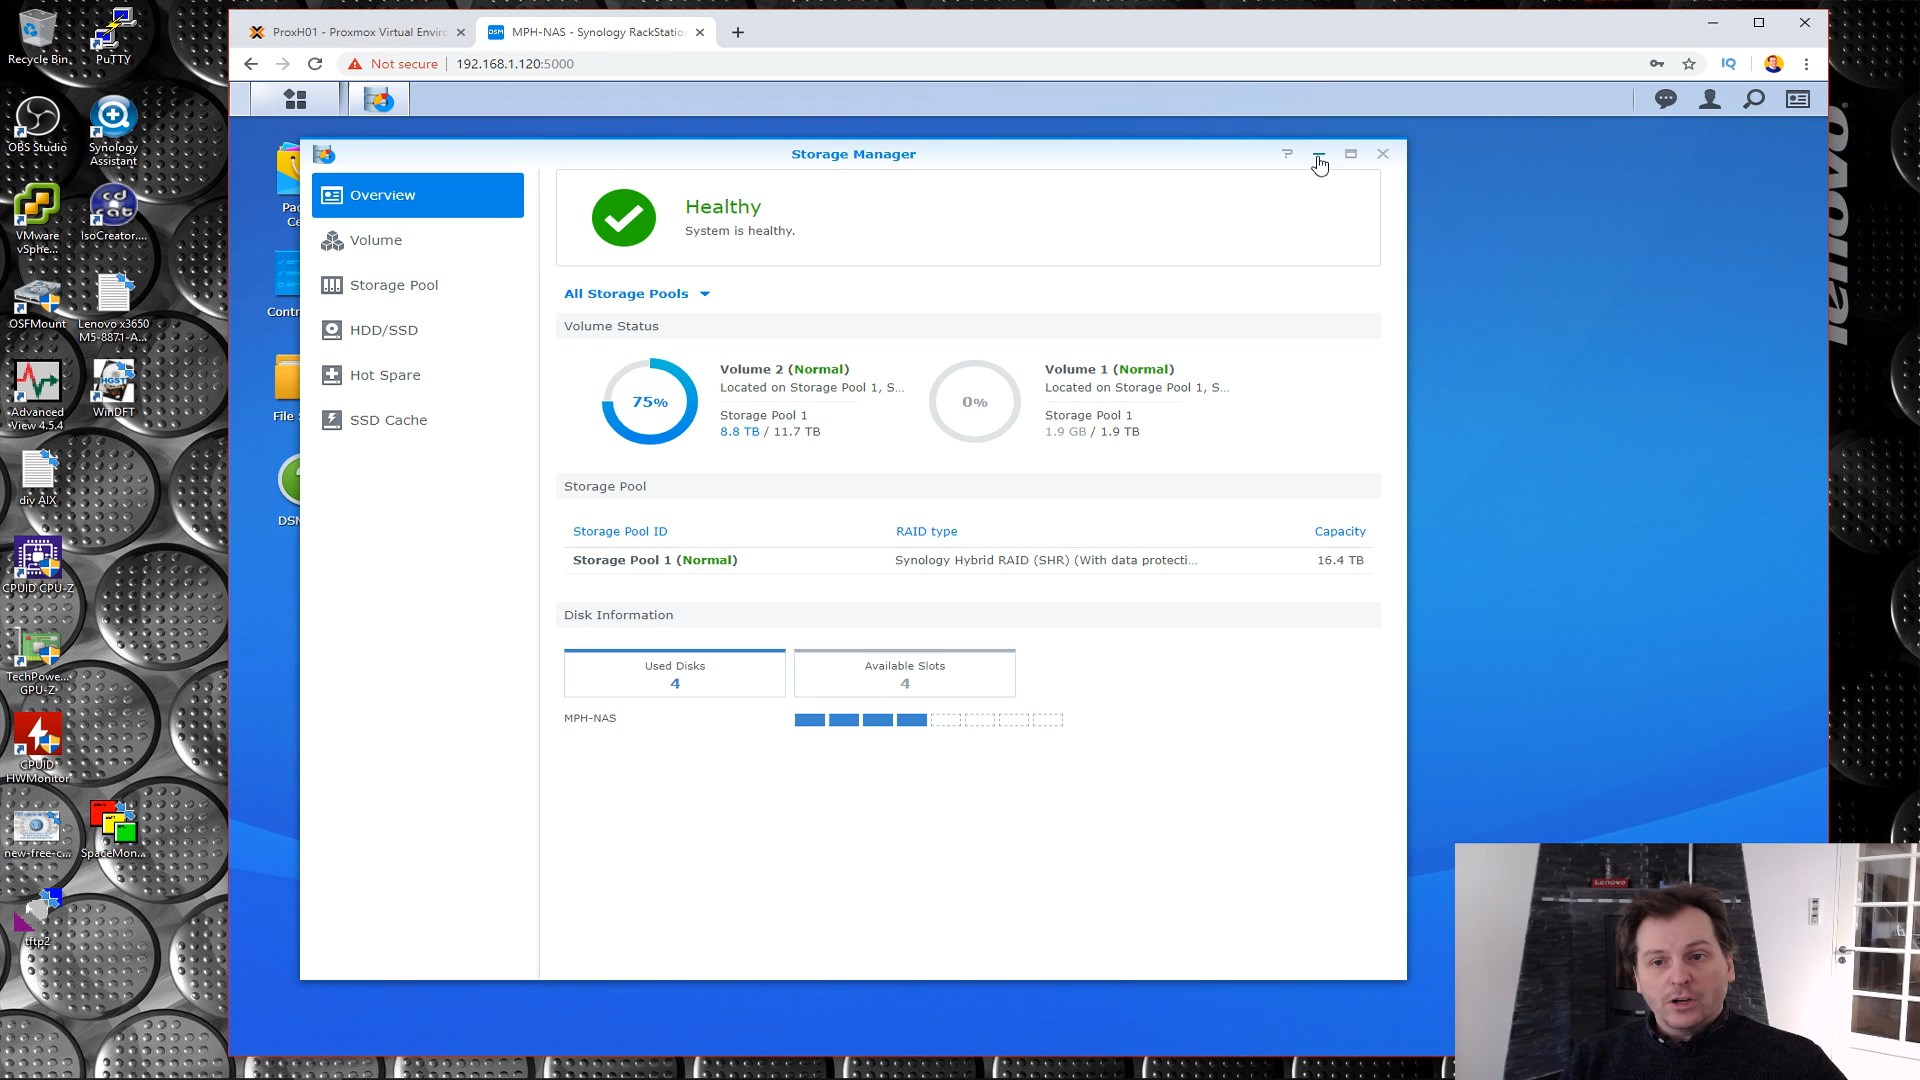 Recycle Bin
PuTTY
OBS Studio
Synology
Assistant
VMware
vSphe...
IsoCreator....
OSFMount
Lenovo x3650
M5-8871-A...
Advanced
View 4.5.4
WinDFT
HGST
div AIX
CPUID CPU-Z
TechPowe...
GPU-Z
CPUID
HWMonitor
new-free-c...
SpaceMon...
tftp2
ProxH01 - Proxmox Virtual Enviro
DSM
MPH-NAS - Synology RackStatio
Not secure
192.168.1.120:5000
IQ
Storage Manager
?
Overview
Volume
Storage Pool
HDD/SSD
Hot Spare
SSD Cache
Healthy
System is healthy.
All Storage Pools
Volume Status
75%
Volume 2 (Normal)
Located on Storage Pool 1, S...
Storage Pool 1
8.8 TB / 11.7 TB
0%
Volume 1 (Normal)
Located on Storage Pool 1, S...
Storage Pool 1
1.9 GB / 1.9 TB
Storage Pool
Storage Pool ID RAID type Capacity
Storage Pool 1 (Normal) Synology Hybrid RAID (SHR) (With data protecti... 16.4 TB
Disk Information
Used Disks
4
Available Slots
4
MPH-NAS
Lenovo